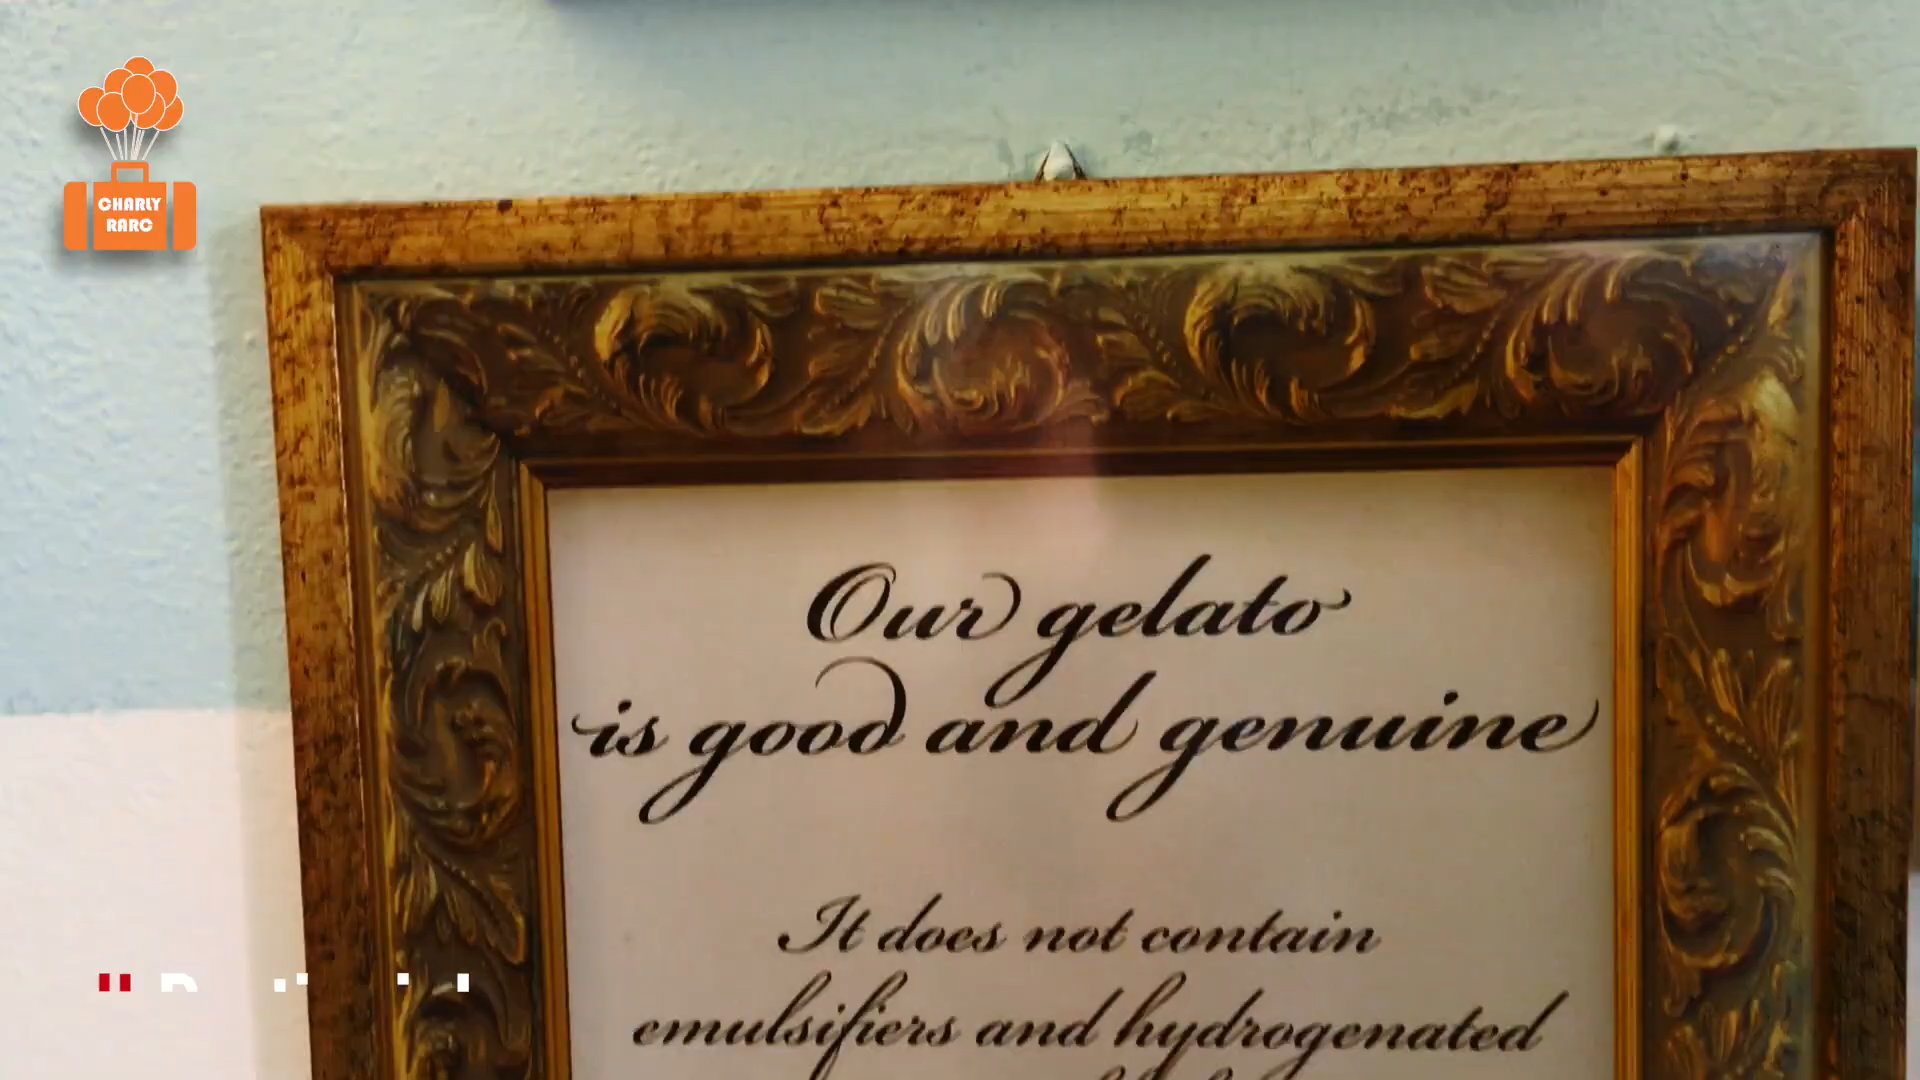 CHARLY
RARC
Our gelato
is good and genuine
It does not contain
emulsifiers and hydrogenated